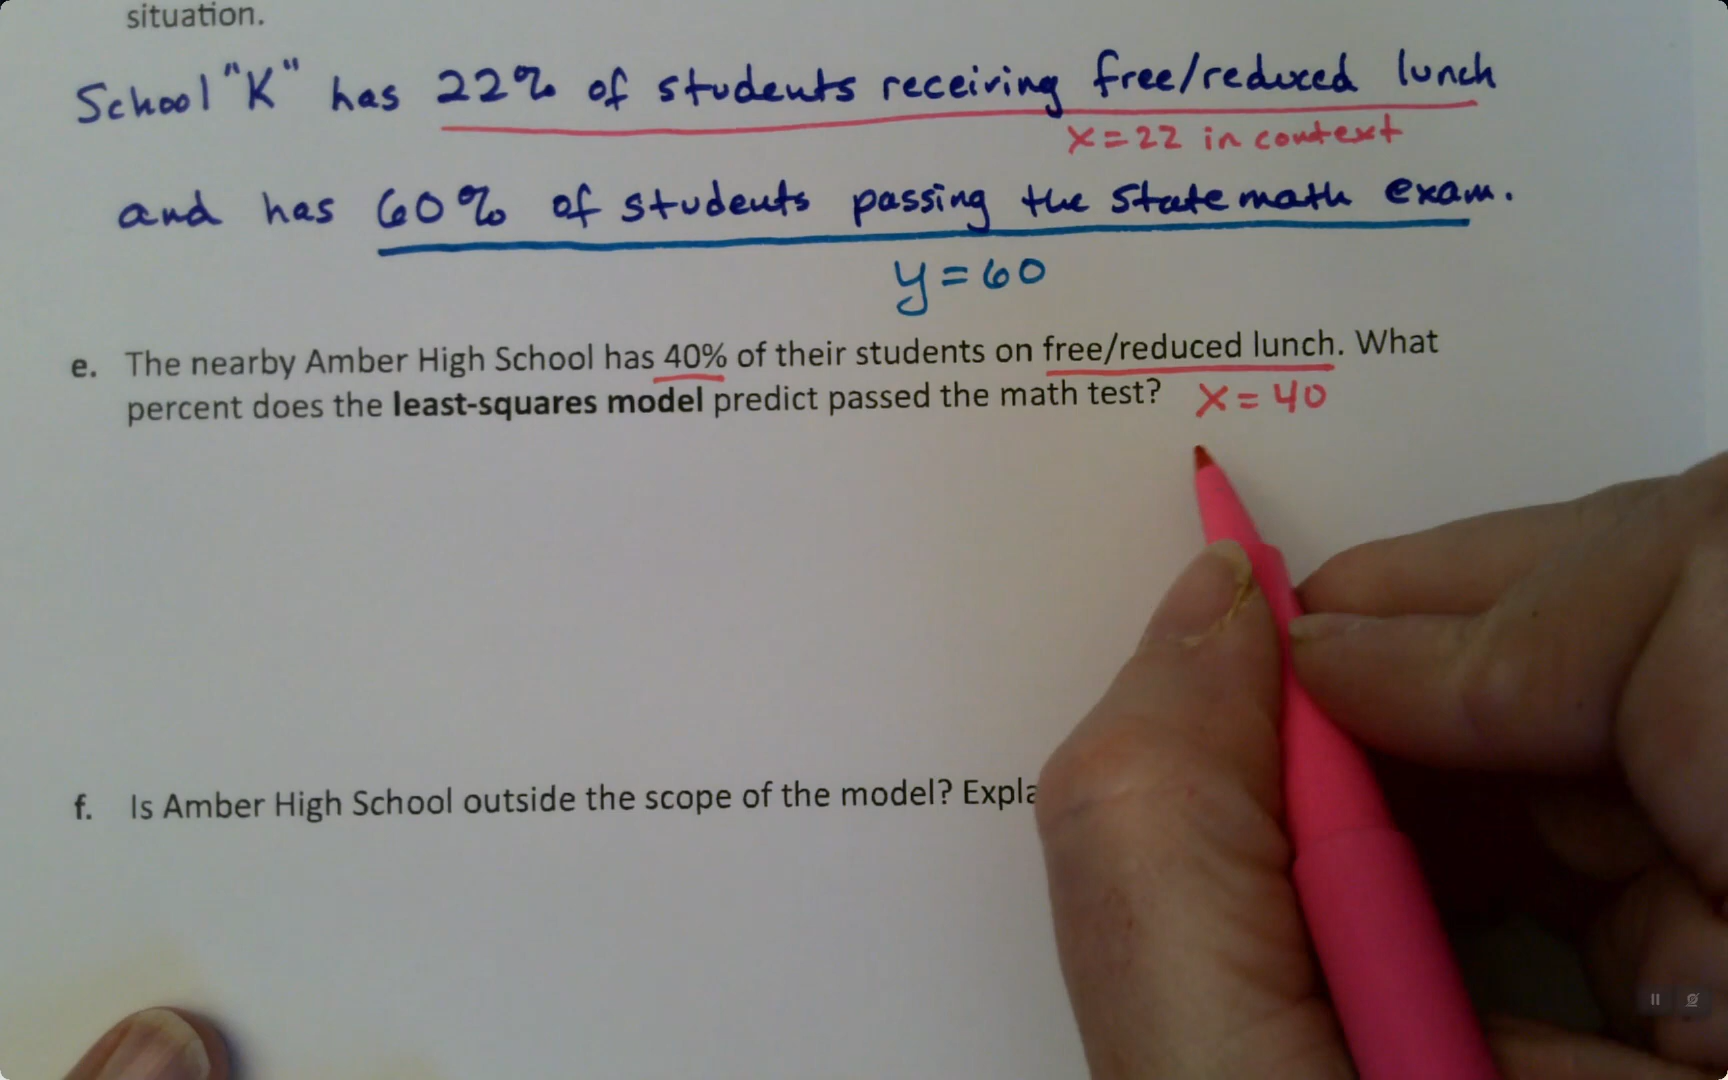 situation.
School "K" has 22% of students receiving free/reduced lunch
x=22 in context
and has 60% of students passing the state math exam.
y=60
e. The nearby Amber High School has 40% of their students on free/reduced lunch. What
percent does the least-squares model predict passed the math test? x=40
f. Is Amber High School outside the scope of the model?